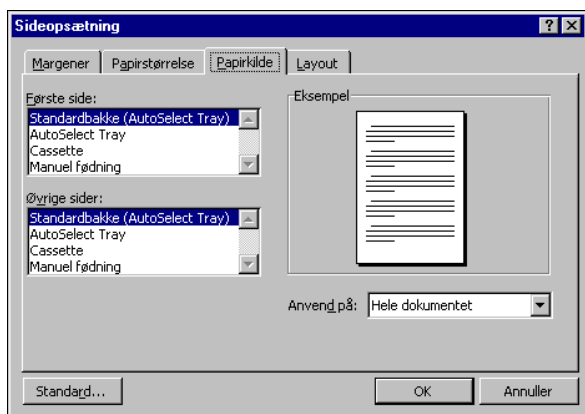 Sideopsætning
Margener Papirstørrelse Papirkilde Layout
Første side:
Standardbakke (AutoSelect Tray)
AutoSelect Tray
Cassette
Manuel fødning
Øvrige sider:
Standardbakke (AutoSelect Tray)
AutoSelect Tray
Cassette
Manuel fødning
Eksempel
Anvend på: Hele dokumentet
Standard... OK Annuller